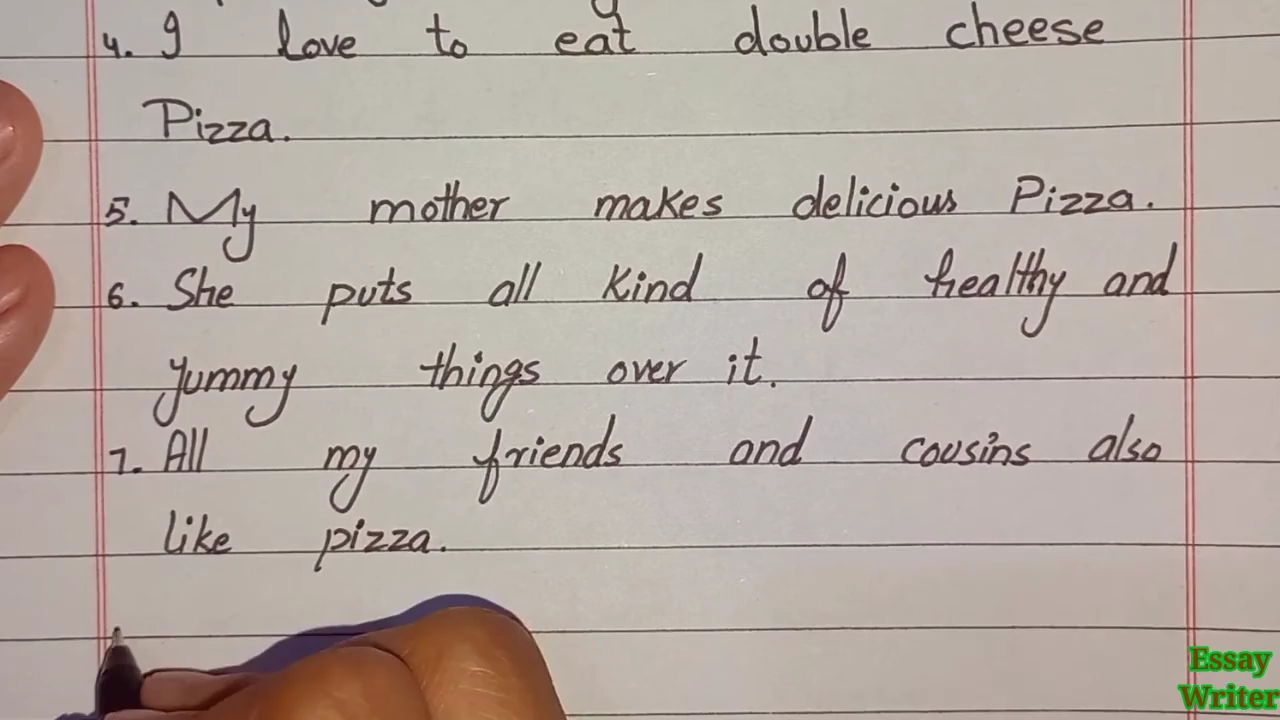 4. I love to eat double cheese
Pizza.
5. My mother makes delicious Pizza.
6. She puts all kind of healthy and
yummy things over it.
7. All my friends and cousins also
like pizza.
Essay
Writer